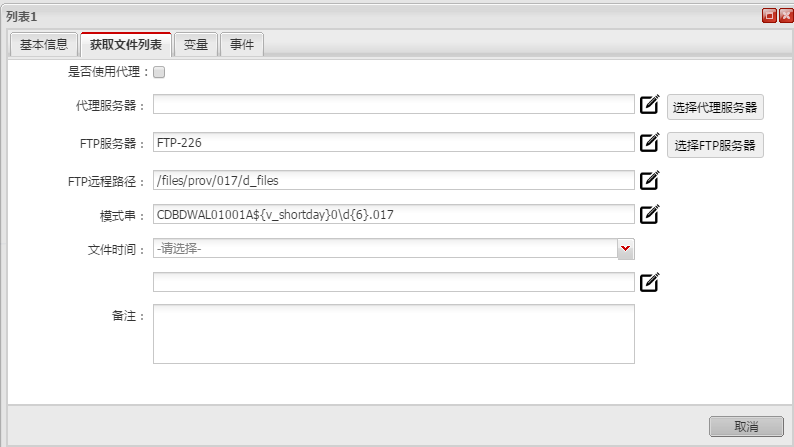 列表1
基本信息 获取文件列表 变量 事件
是否使用代理：
代理服务器： 选择代理服务器
FTP服务器： FTP-226 选择FTP服务器
FTP远程路径： /files/prov/017/d_files
模式串： CDBDWAL01001A${v_shortday}0\d{6}.017
文件时间： -请选择-
备注：
取消